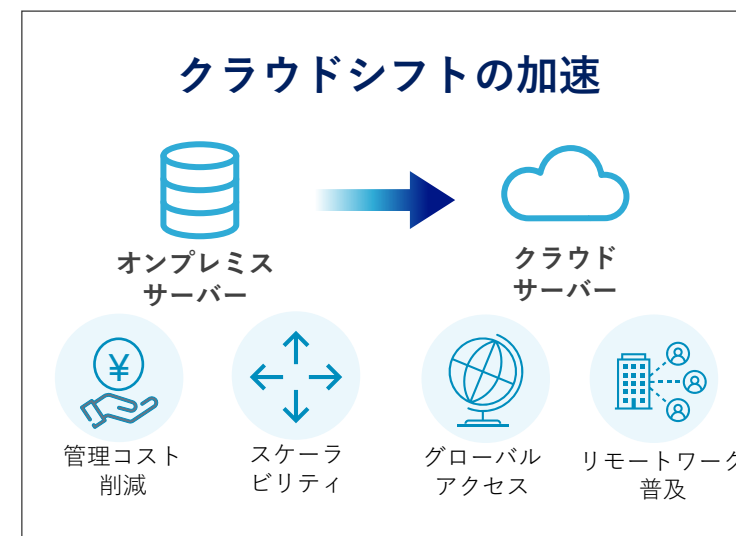 クラウドシフトの加速
オンプレミス
サーバー
クラウド
サーバー
¥
管理コスト
削減
スケーラ
ビリティ
グローバル
アクセス
リモートワーク
普及